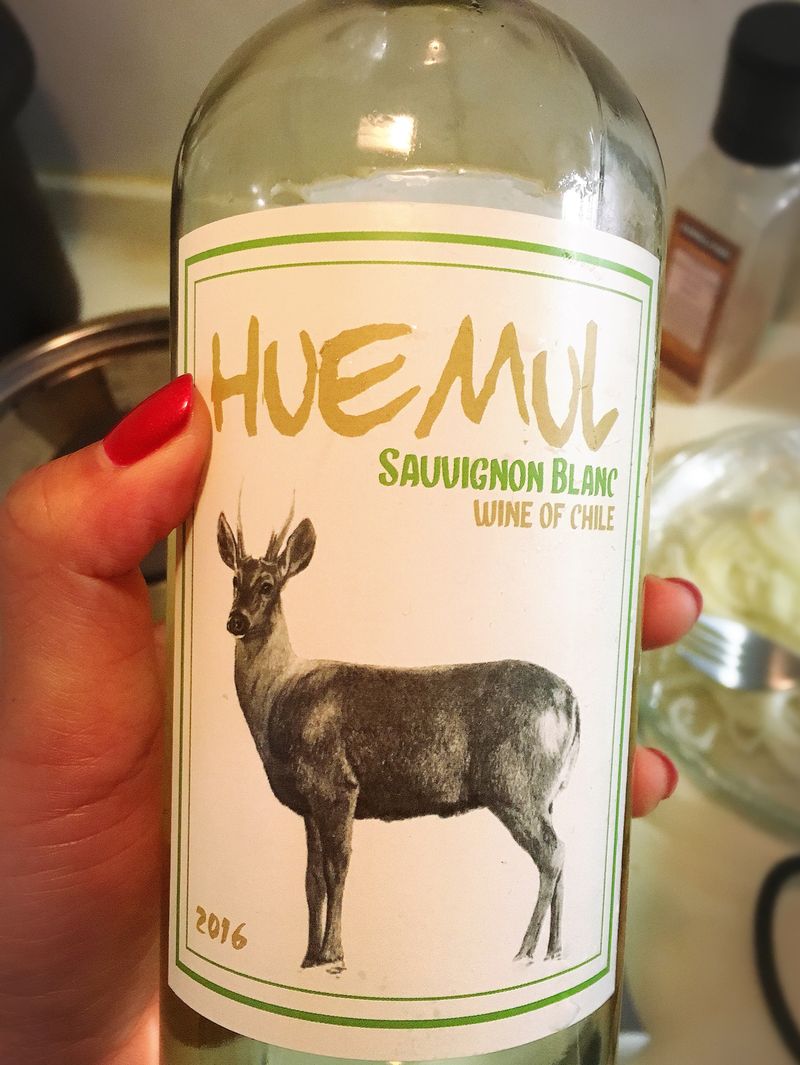 HUEMUL
SAUVIGNON BLANC
WINE OF CHILE
2016